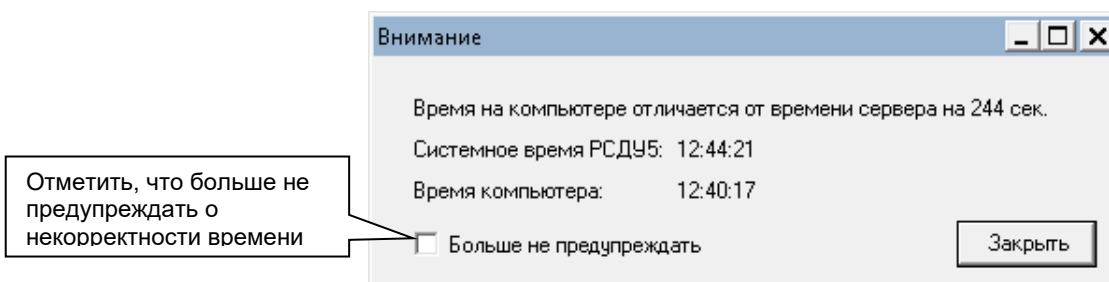 Внимание
Время на компьютере отличается от времени сервера на 244 сек.
Системное время РСДУ5: 12:44:21
Время компьютера: 12:40:17
Отметить, что больше не
предупреждать о
некорректности времени
Больше не предупреждать
Закрыть